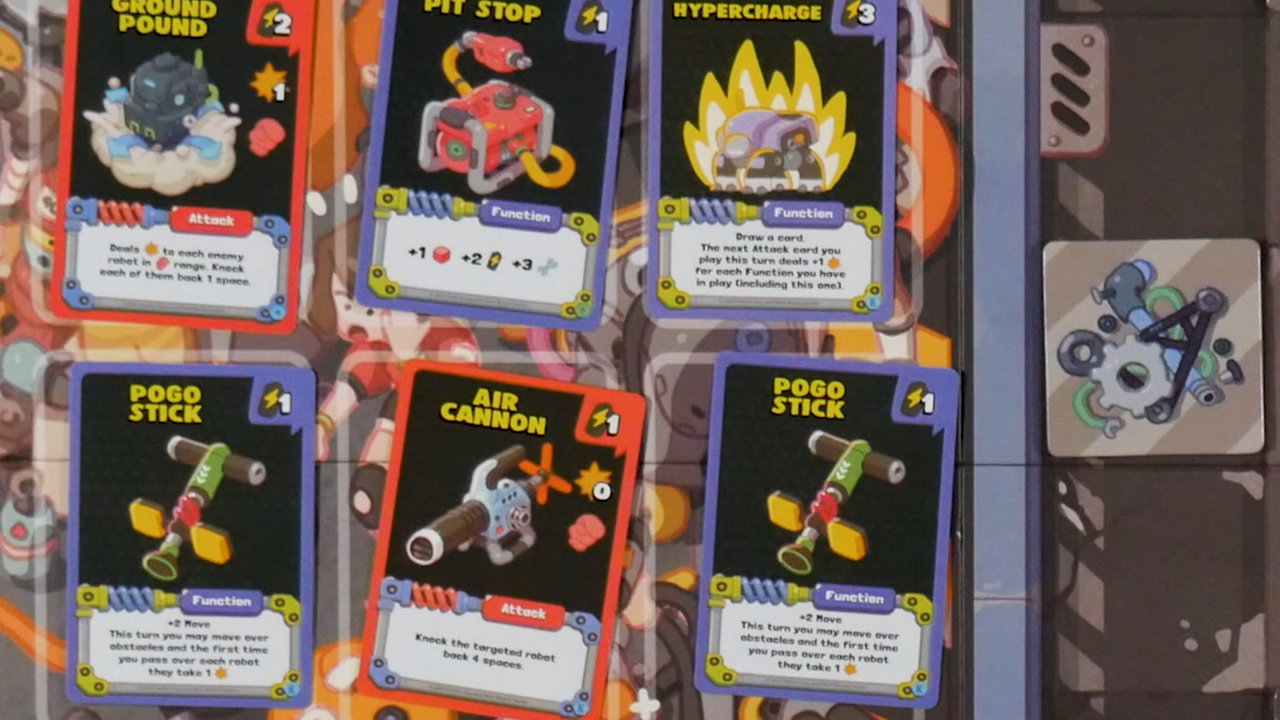 GROUND
POUND
2
1
Attack
Deals to each enemy
robot in range. Knock
each of them back 1 space.
PIT STOP
1
Function
+1 +2 +3
HYPERCHARGE
3
Function
Draw a card.
The next Attack card you
play this turn deals +1
for each Function you have
in play (including this one).
POGO
STICK
1
Function
+2 Move
This turn you may move over
obstacles and the first time
you pass over each robot
they take 1
AIR
CANNON
1
0
Attack
Knock the targeted robot
back 4 spaces.
POGO
STICK
1
Function
+2 Move
This turn you may move over
obstacles and the first time
you pass over each robot
they take 1